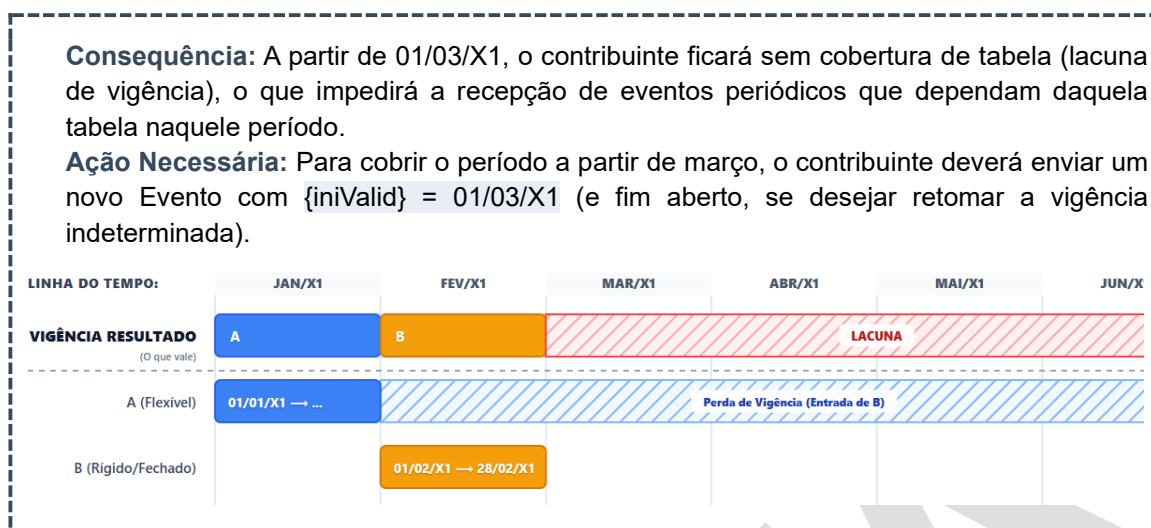 Consequência: A partir de 01/03/X1, o contribuinte ficará sem cobertura de tabela (lacuna
de vigência), o que impedirá a recepção de eventos periódicos que dependam daquela
tabela naquele período.
Ação Necessária: Para cobrir o período a partir de março, o contribuinte deverá enviar um
novo Evento com {iniValid} = 01/03/X1 (e fim aberto, se desejar retomar a vigência
indeterminada).
LINHA DO TEMPO: JAN/X1 FEV/X1 MAR/X1 ABR/X1 MAI/X1 JUN/X
VIGÊNCIA RESULTADO A B LACUNA
(O que vale)
A (Flexível) 01/01/X1 → ... Perda de Vigência (Entrada de B)
B (Rígido/Fechado) 01/02/X1 → 28/02/X1